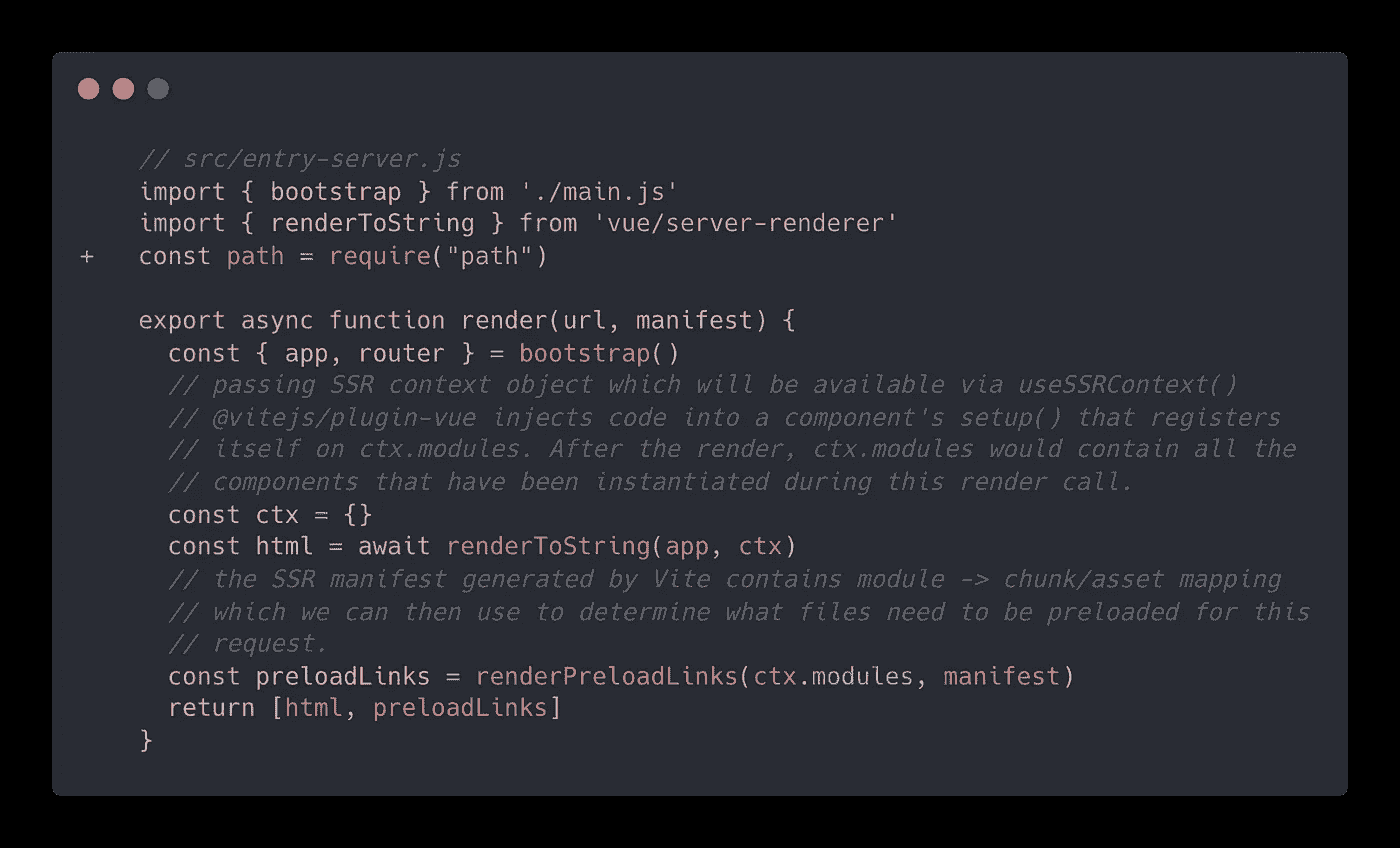 // src/entry-server.js
import { bootstrap } from './main.js'
import { renderToString } from 'vue/server-renderer'
+ const path = require("path")
export async function render(url, manifest) {
const { app, router } = bootstrap()
// passing SSR context object which will be available via useSSRContext()
// @vitejs/plugin-vue injects code into a component's setup() that registers
// itself on ctx.modules. After the render, ctx.modules would contain all the
// components that have been instantiated during this render call.
const ctx = {}
const html = await renderToString(app, ctx)
// the SSR manifest generated by Vite contains module -> chunk/asset mapping
// which we can then use to determine what files need to be preloaded for this
// request.
const preloadLinks = renderPreloadLinks(ctx.modules, manifest)
return [html, preloadLinks]
}